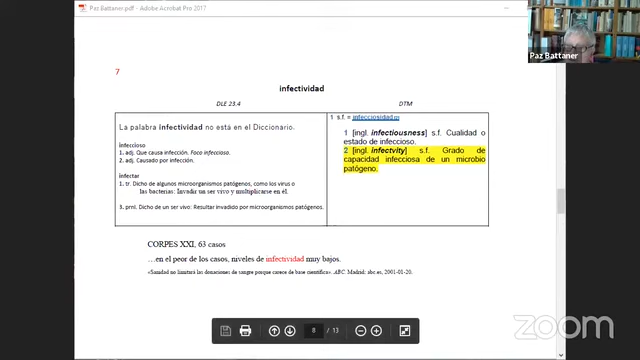 Paz Battaner.pdf - Adobe Acrobat Pro 2017
Paz Battaner
7
infectividad
DLE 23.4
DTM
La palabra infectividad no está en el Diccionario.
infeccioso
1. adj. Que causa infección. Foco infeccioso.
2. adj. Causado por infección.
infectar
1. tr. Dicho de algunos microorganismos patógenos, como los virus o
las bacterias: Invadir un ser vivo y multiplicarse en él.
3. prnl. Dicho de un ser vivo: Resultar invadido por microorganismos patógenos.
1 s.f. = infecciosidad
1 [ingl. infectiousness] s.f. Cualidad o
estado de infeccioso.
2 [ingl. infectvity] s.f. Grado de
capacidad infecciosa de un microbio
patógeno.
CORPES XXI, 63 casos
…en el peor de los casos, niveles de infectividad muy bajos.
«Sanidad no limitará las donaciones de sangre porque carece de base científica». ABC. Madrid: abc.es, 2001-01-20.
8 / 13
zoom